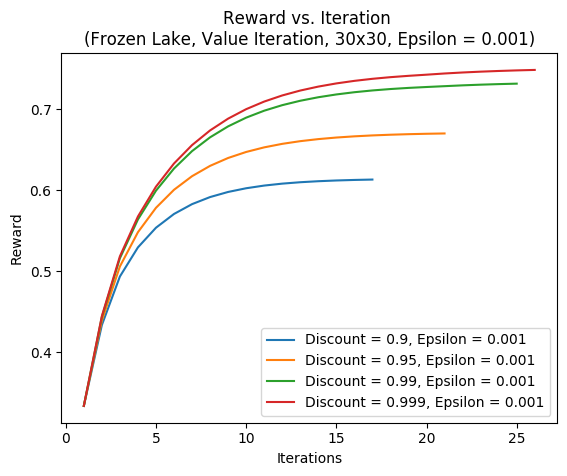 Reward vs. Iteration
(Frozen Lake, Value Iteration, 30x30, Epsilon = 0.001)
Reward
0.7
0.6
0.5
0.4
Discount = 0.9, Epsilon = 0.001
Discount = 0.95, Epsilon = 0.001
Discount = 0.99, Epsilon = 0.001
Discount = 0.999, Epsilon = 0.001
0 5 10 15 20 25
Iterations